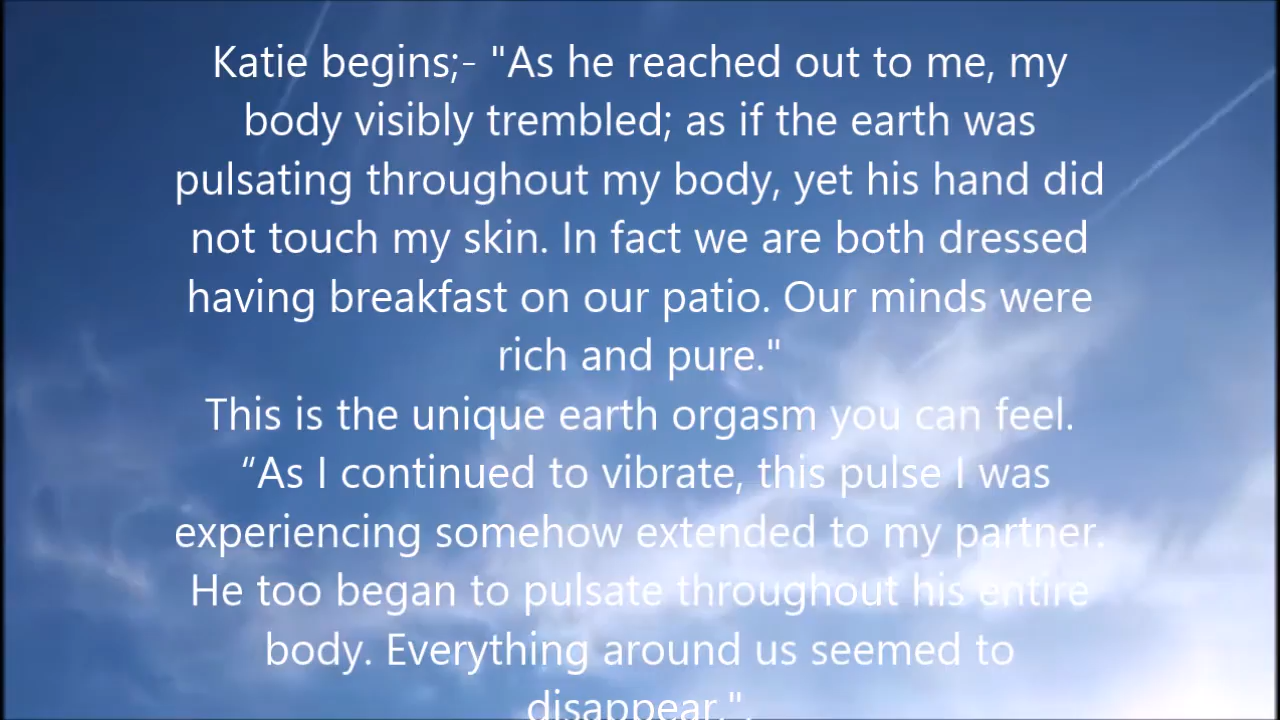 Katie begins;- "As he reached out to me, my
body visibly trembled; as if the earth was
pulsating throughout my body, yet his hand did
not touch my skin. In fact we are both dressed
having breakfast on our patio. Our minds were
rich and pure."
This is the unique earth orgasm you can feel.
“As I continued to vibrate, this pulse I was
experiencing somehow extended to my partner.
He too began to pulsate throughout his entire
body. Everything around us seemed to
disappear.".